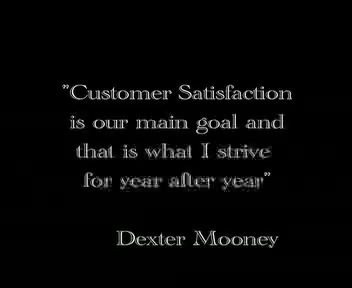 "Customer Satisfaction
is our main goal and
that is what I strive
for year after year"
Dexter Mooney